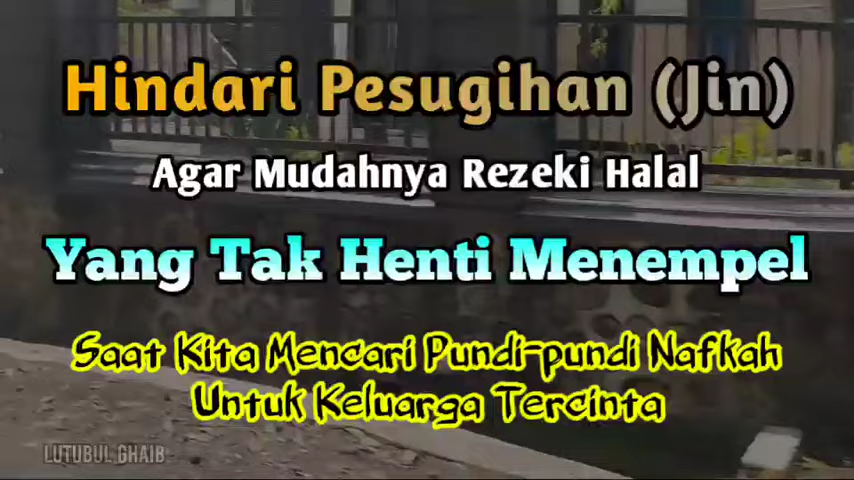 Hindari Pesugihan (Jin)
Agar Mudahnya Rezeki Halal
Yang Tak Henti Menempel
Saat Kita Mencari Pundi-pundi Nafkah
Untuk Keluarga Tercinta
LUTUBUL GHAIB